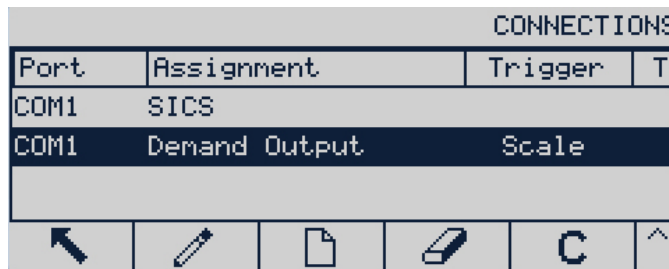 CONNECTIONS
Port Assignment Trigger T
COM1 SICS
COM1 Demand Output Scale
C